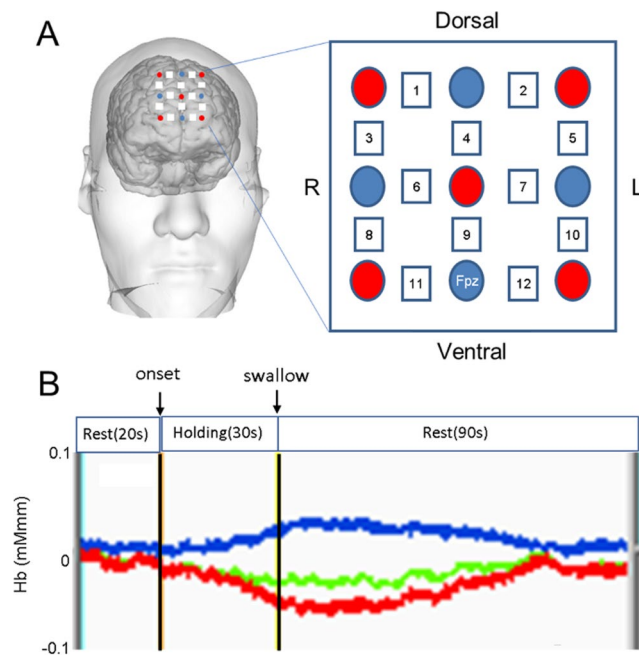 A
Dorsal
1 2
3 4 5
R 6 7 L
8 9 10
11 Fpz 12
Ventral
B
onset swallow
Rest(20s) Holding(30s) Rest(90s)
0.1
Hb (mMmm)
0
-0.1